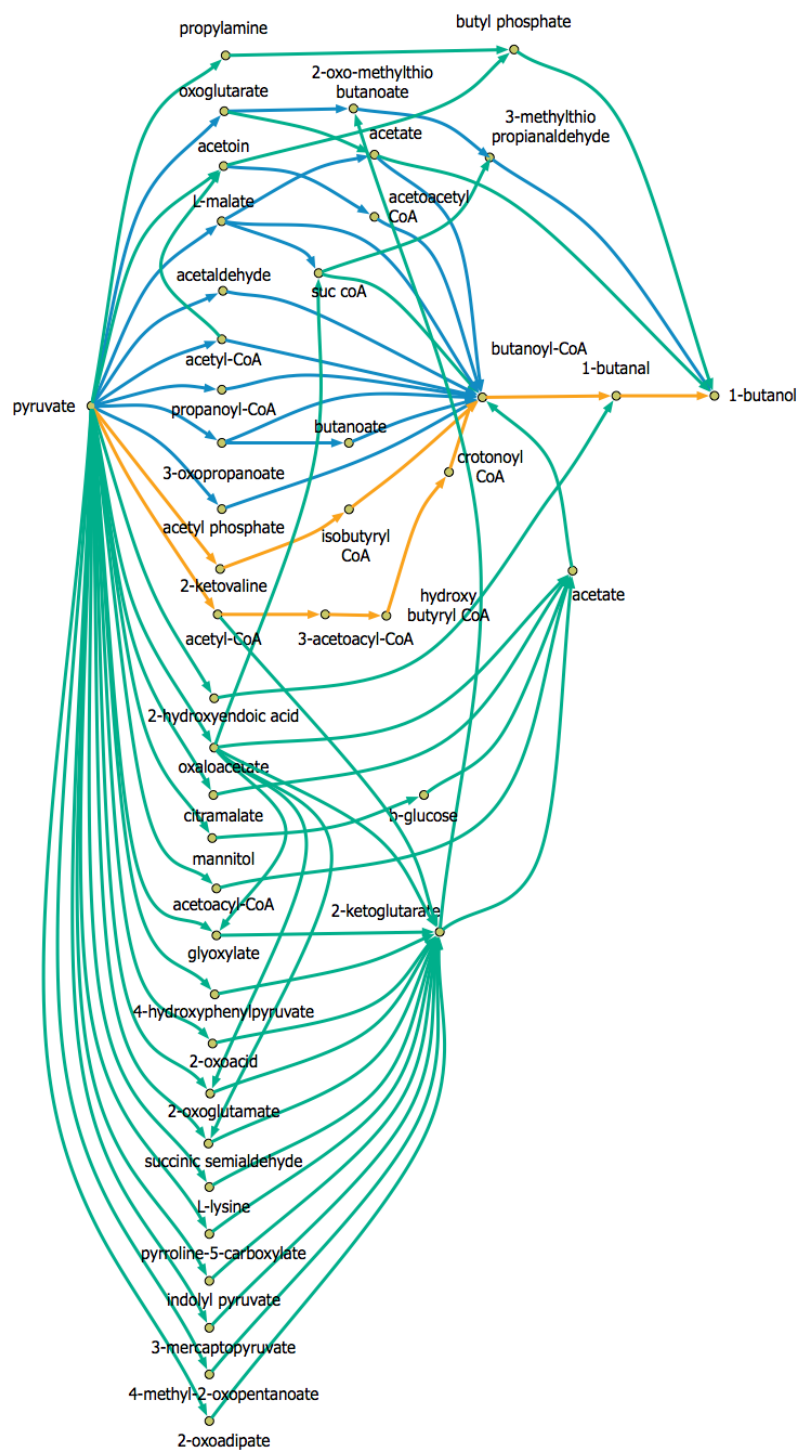 butyl phosphate
propylamine
2-oxo-methylthio
butanoate
oxoglutarate
3-methylthio
propianaldehyde
acetate
acetoin
acetoacetyl
CoA
L-malate
acetaldehyde
suc coA
butanoyl-CoA
acetyl-CoA
1-butanal
1-butanol
pyruvate
propanoyl-CoA
butanoate
crotonoyl
CoA
3-oxopropanoate
acetyl phosphate
isobutyryl
CoA
2-ketovaline
hydroxy
butyryl CoA
acetate
acetyl-CoA
3-acetoacyl-CoA
2-hydroxyendoic acid
oxaloacetate
citramalate
b-glucose
mannitol
acetoacyl-CoA
2-ketoglutarate
glyoxylate
4-hydroxyphenylpyruvate
2-oxoacid
2-oxoglutamate
succinic semialdehyde
L-lysine
pyrroline-5-carboxylate
indolyl pyruvate
3-mercaptopyruvate
4-methyl-2-oxopentanoate
2-oxoadipate